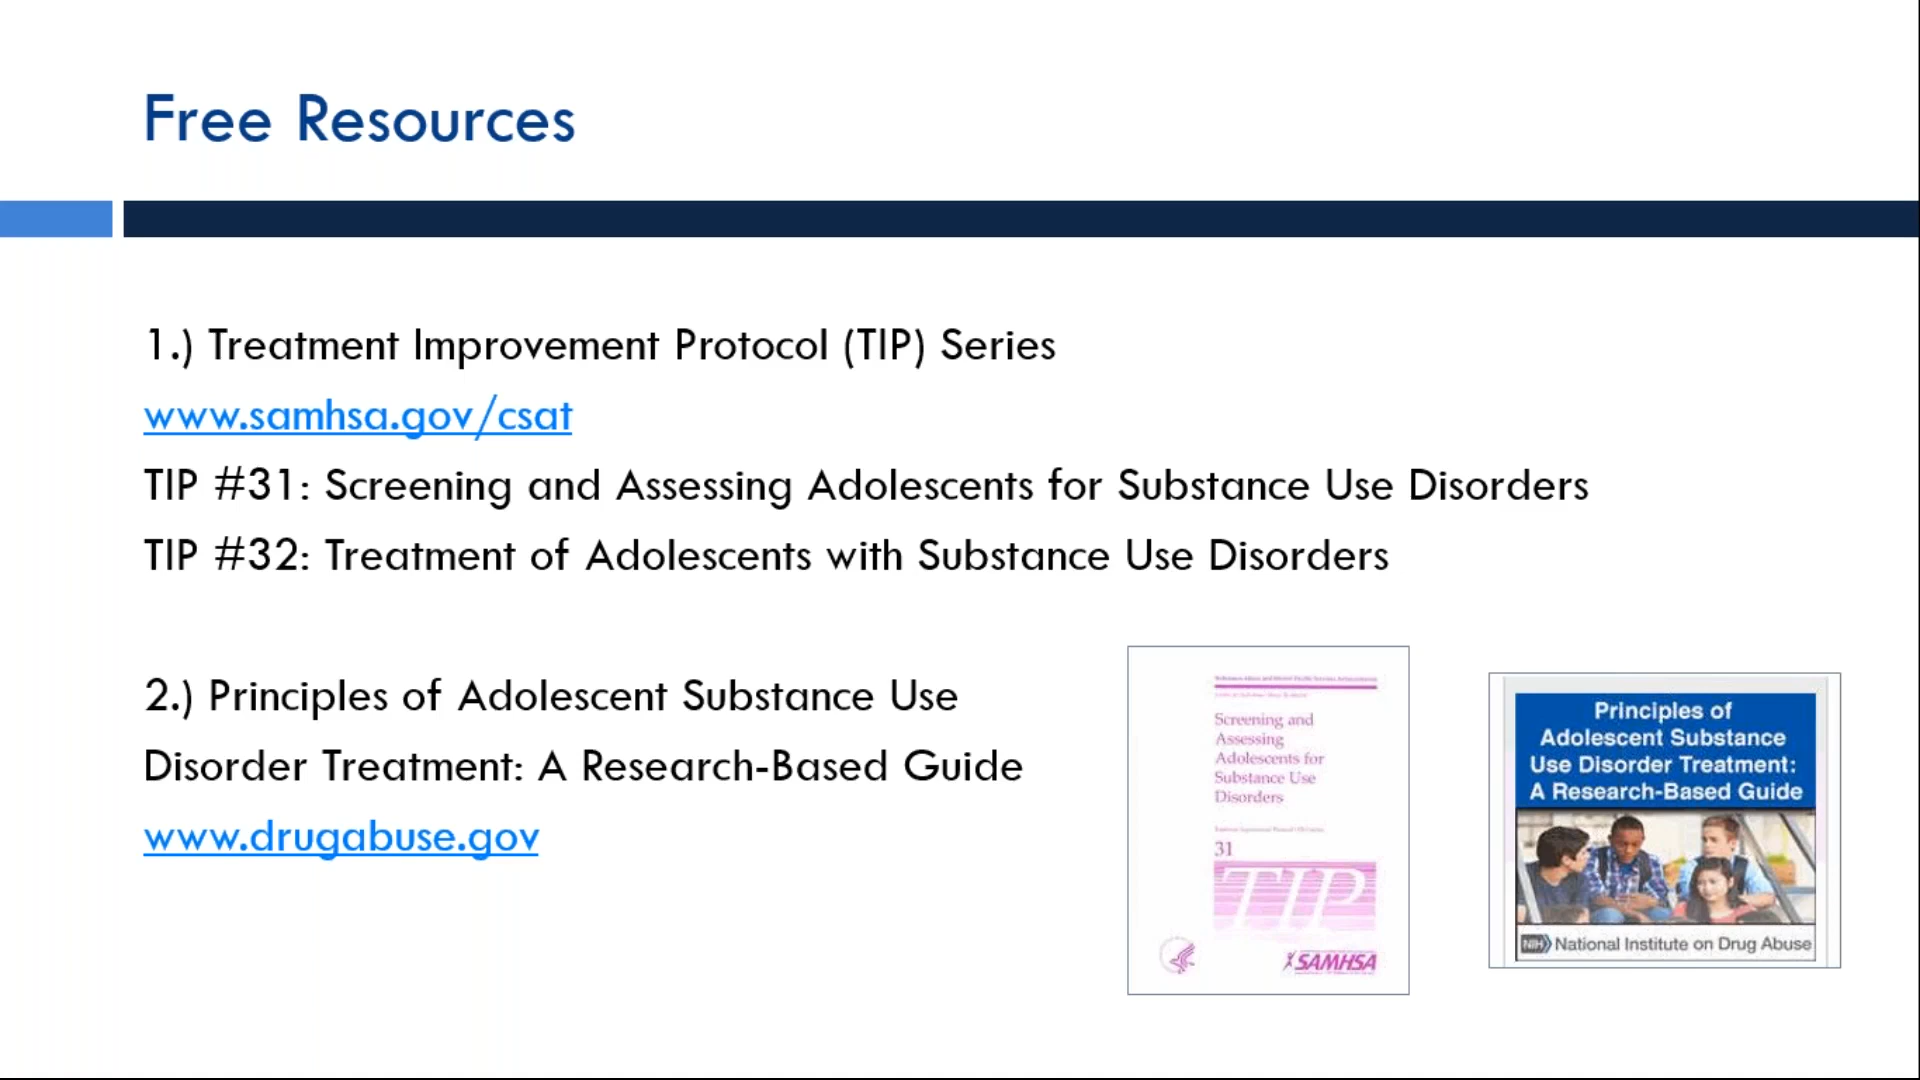 Free Resources
1.) Treatment Improvement Protocol (TIP) Series
www.samhsa.gov/csat
TIP #31: Screening and Assessing Adolescents for Substance Use Disorders
TIP #32: Treatment of Adolescents with Substance Use Disorders
2.) Principles of Adolescent Substance Use
Disorder Treatment: A Research-Based Guide
www.drugabuse.gov
Screening and
Assessing
Adolescents for
Substance Use
Disorders
31
TIP
SAMHSA
Principles of
Adolescent Substance
Use Disorder Treatment:
A Research-Based Guide
NIH National Institute on Drug Abuse